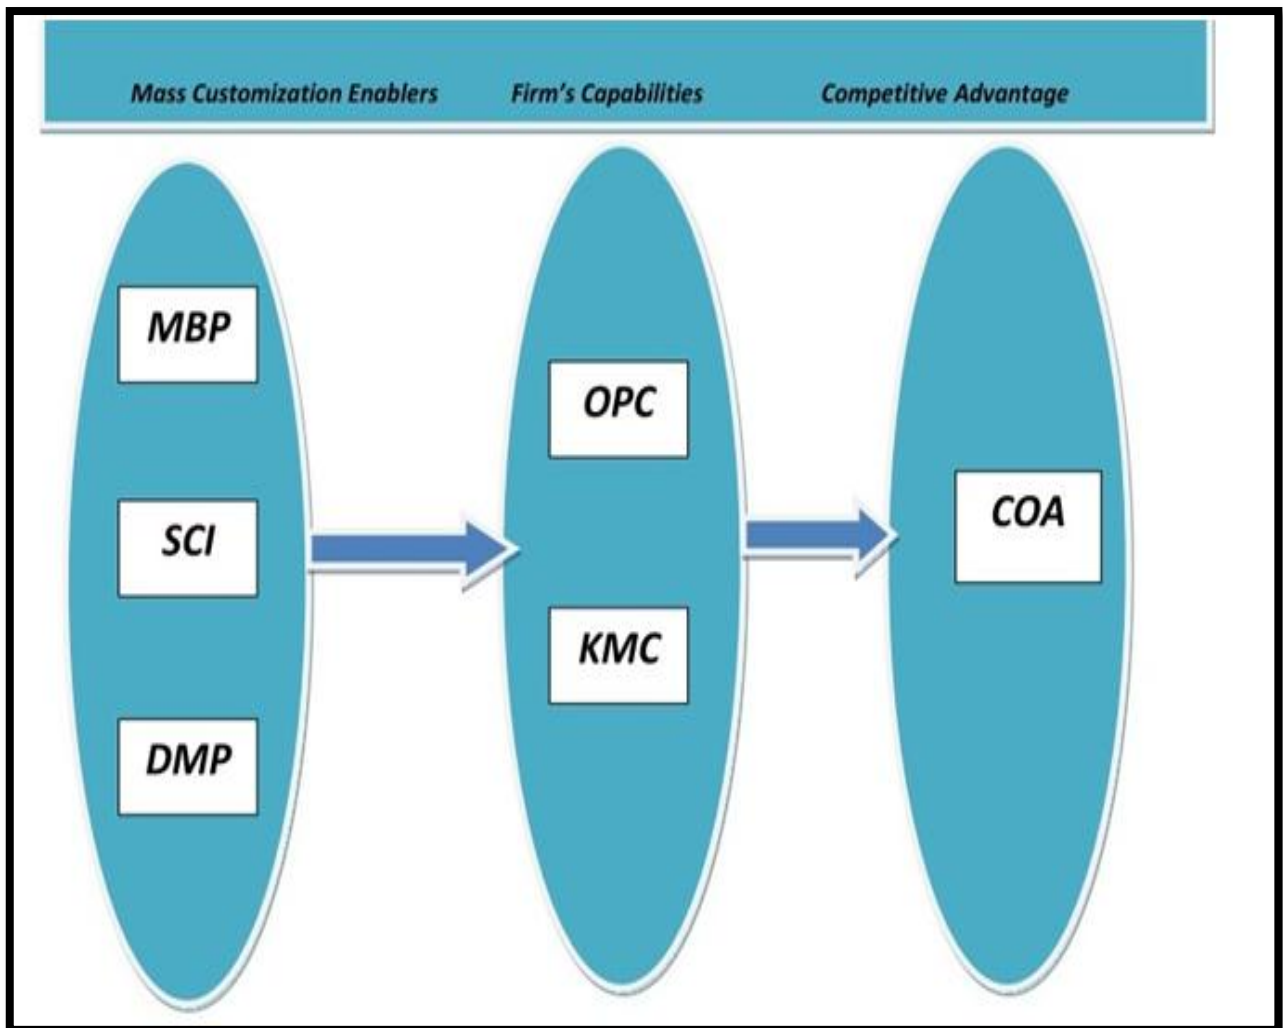 Mass Customization Enablers Firm's Capabilities Competitive Advantage
MBP
SCI
DMP
OPC
KMC
COA